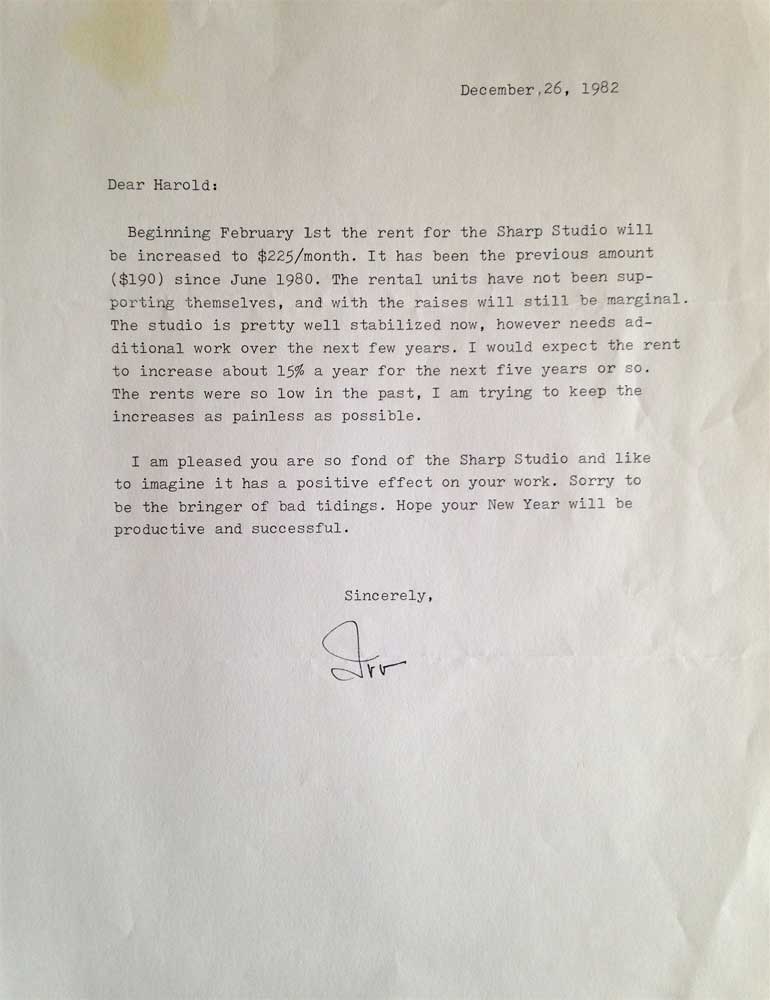 December,26, 1982
Dear Harold:
Beginning February 1st the rent for the Sharp Studio will
be increased to $225/month. It has been the previous amount
($190) since June 1980. The rental units have not been sup-
porting themselves, and with the raises will still be marginal.
The studio is pretty well stabilized now, however needs ad-
ditional work over the next few years. I would expect the rent
to increase about 15% a year for the next five years or so.
The rents were so low in the past, I am trying to keep the
increases as painless as possible.
I am pleased you are so fond of the Sharp Studio and like
to imagine it has a positive effect on your work. Sorry to
be the bringer of bad tidings. Hope your New Year will be
productive and successful.
Sincerely,
Irv